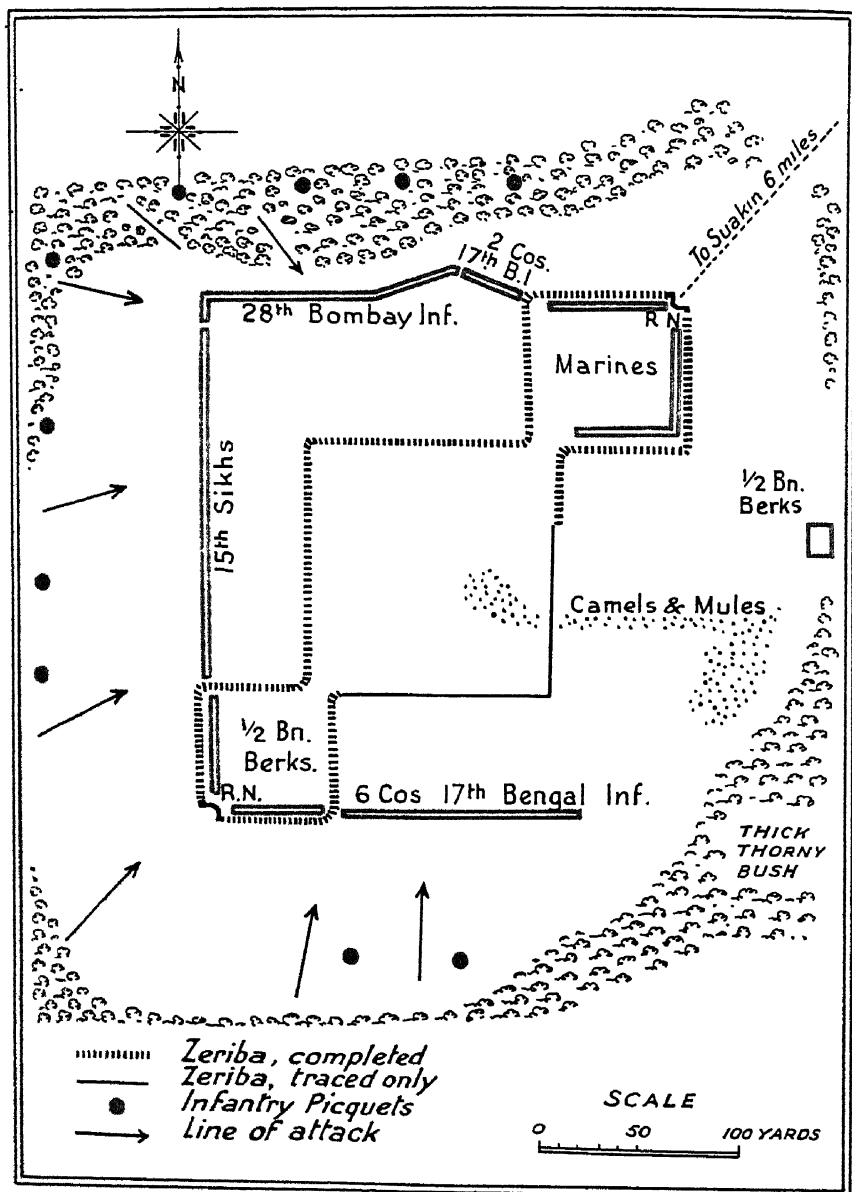 N
To Suakin 6 miles
2 Cos.
17th B.I
28th Bombay Inf.
R N
Marines
15th Sikhs
½ Bn.
Berks
Camels & Mules
½ Bn.
Berks.
R.N.
6 Cos 17th Bengal Inf.
THICK
THORNY
BUSH
Zeriba, completed
Zeriba, traced only
Infantry Picquets
Line of attack
SCALE
0 50 100 YARDS